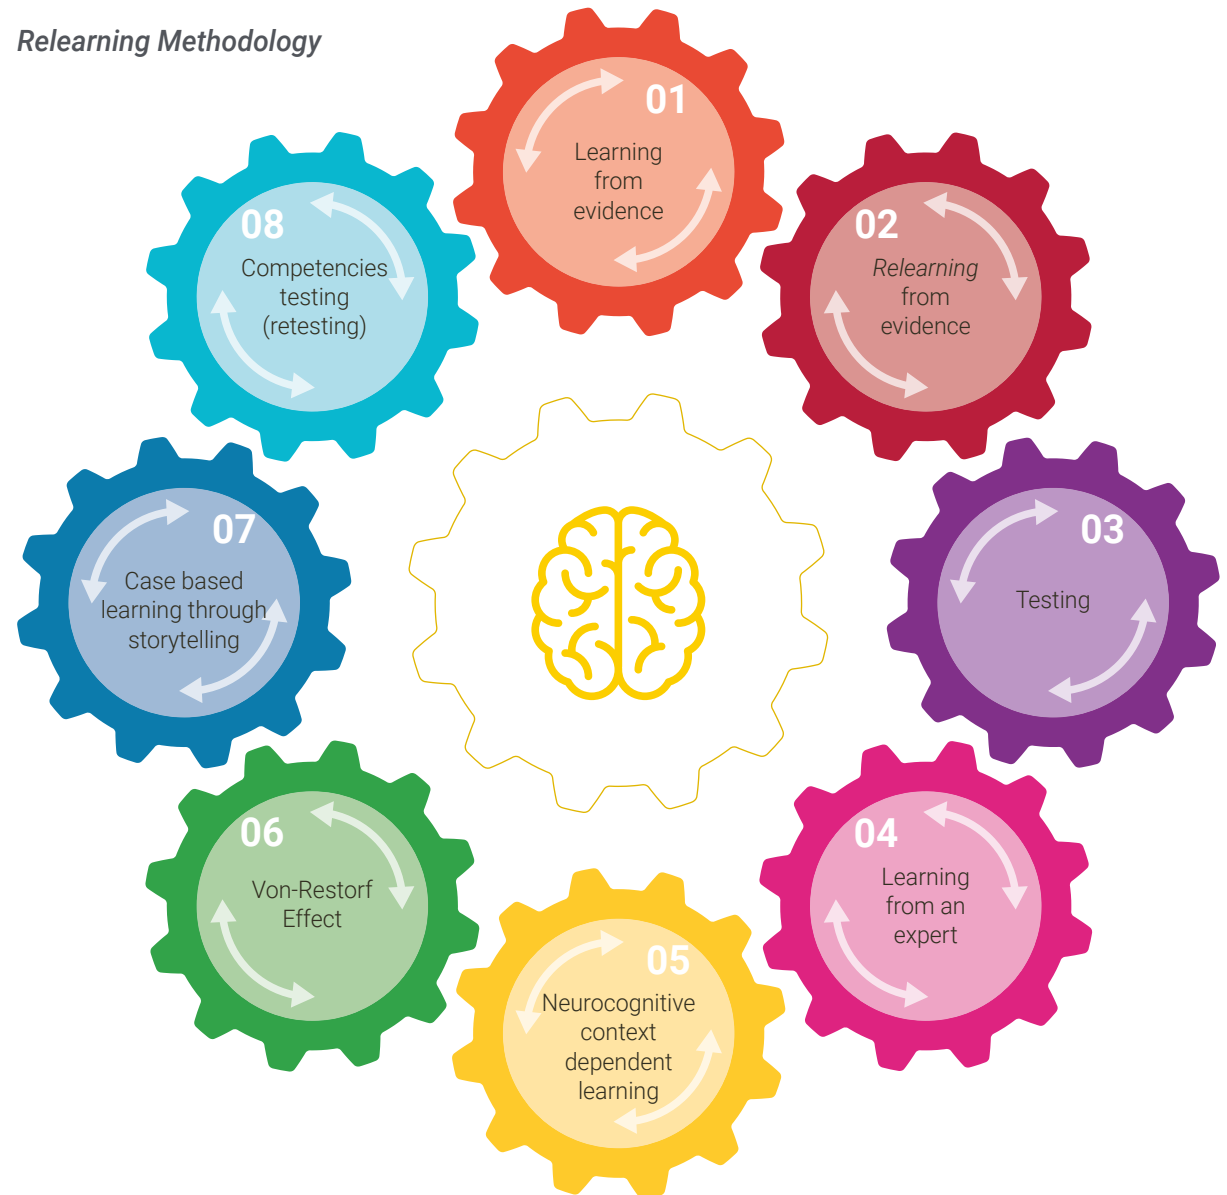 Relearning Methodology
01
Learning
from
evidence
02
Relearning
from
evidence
03
Testing
04
Learning
from an
expert
05
Neurocognitive
context
dependent
learning
06
Von-Restorf
Effect
07
Case based
learning through
storytelling
08
Competencies
testing
(retesting)